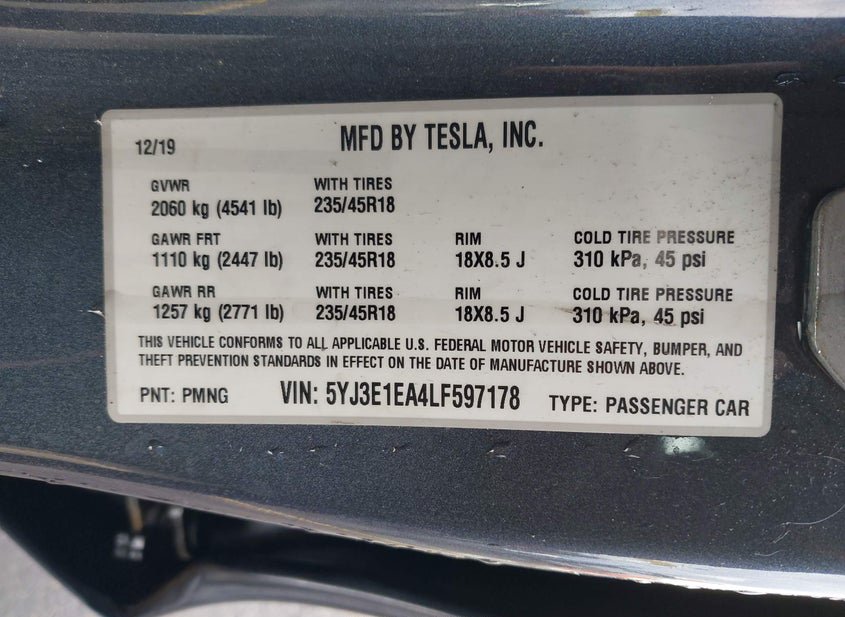 12/19 MFD BY TESLA, INC.
GVWR WITH TIRES
2060 kg (4541 lb) 235/45R18
GAWR FRT WITH TIRES RIM COLD TIRE PRESSURE
1110 kg (2447 lb) 235/45R18 18X8.5 J 310 kPa, 45 psi
GAWR RR WITH TIRES RIM COLD TIRE PRESSURE
1257 kg (2771 lb) 235/45R18 18X8.5 J 310 kPa, 45 psi
THIS VEHICLE CONFORMS TO ALL APPLICABLE U.S. FEDERAL MOTOR VEHICLE SAFETY, BUMPER, AND
THEFT PREVENTION STANDARDS IN EFFECT ON THE DATE OF MANUFACTURE SHOWN ABOVE.
PNT: PMNG VIN: 5YJ3E1EA4LF597178 TYPE: PASSENGER CAR